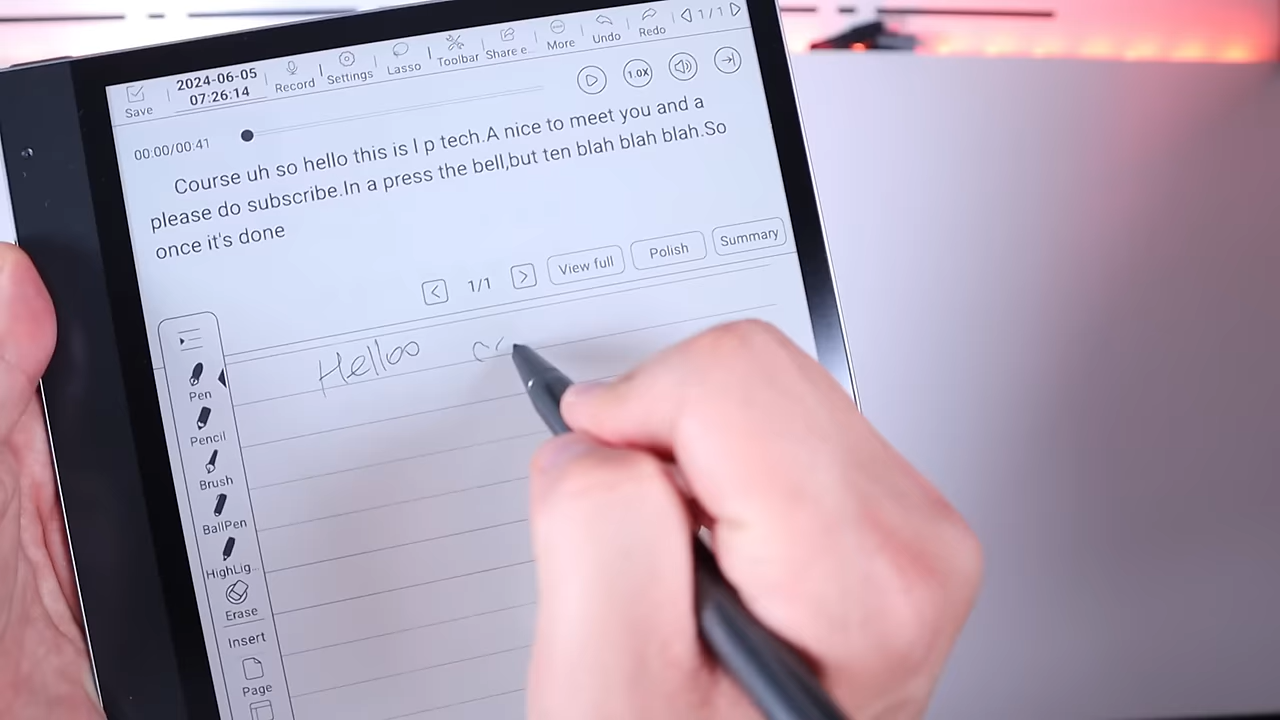 Save
2024-06-05
07:26:14
Record
Settings
Lasso
Toolbar
Share e...
More
Undo
Redo
1/1
00:00/00:41
1.0X
Course uh so hello this is I p tech.A nice to meet you and a
please do subscribe.In a press the bell,but ten blah blah blah.So
once it's done
1/1
View full
Polish
Summary
Helloo
Pen
Pencil
Brush
BallPen
HighLig...
Erase
Insert
Page